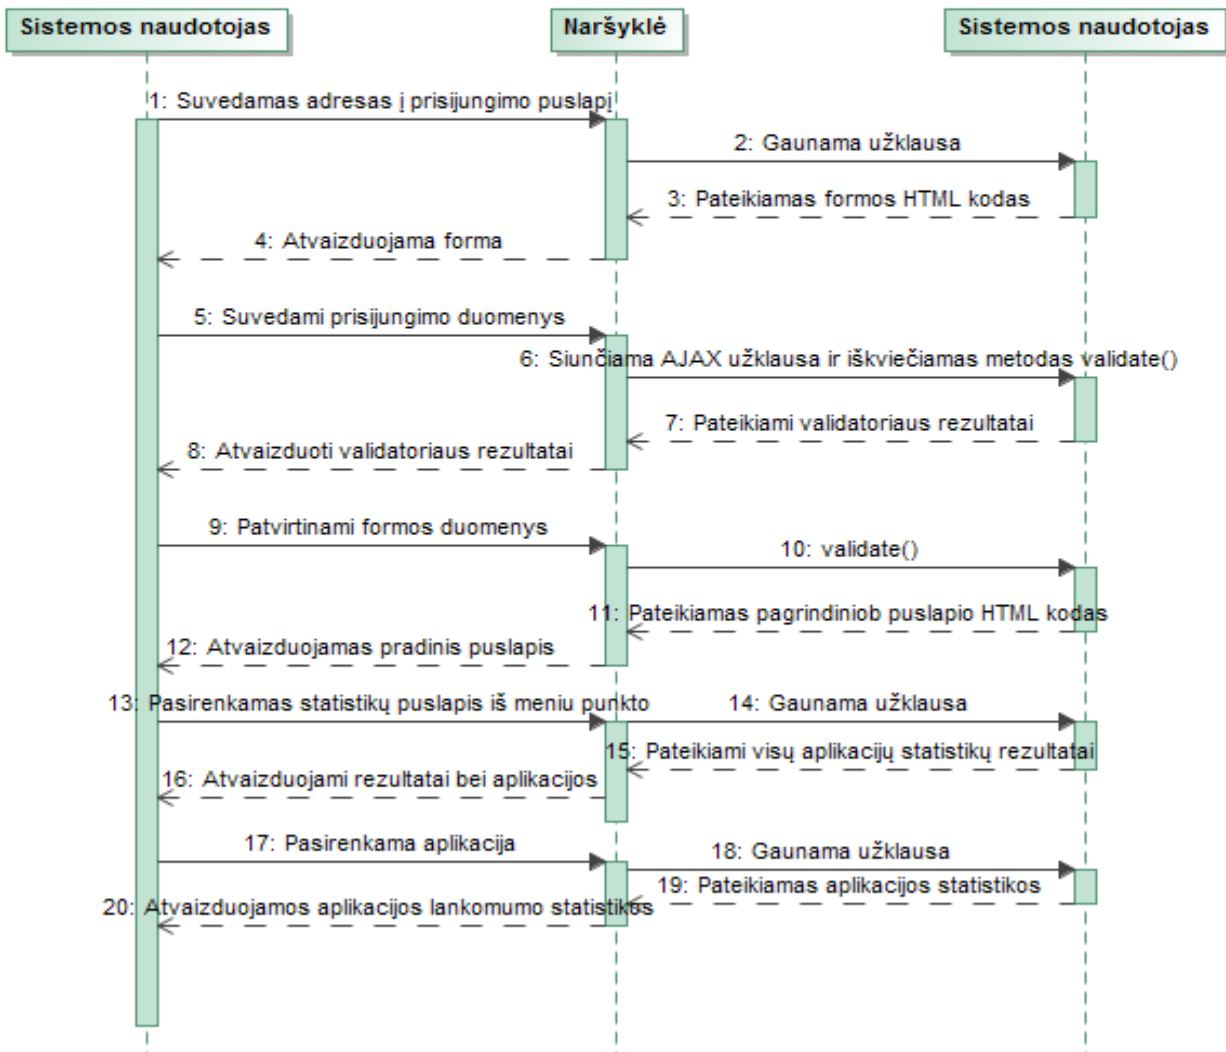 Sistemos naudotojas
Naršyklė
Sistemos naudotojas
1: Suvedamas adresas į prisijungimo puslapį
2: Gaunama užklausa
3: Pateikiamas formos HTML kodas
4: Atvaizduojama forma
5: Suvedami prisijungimo duomenys
6: Siunčiama AJAX užklausa ir iškviečiamas metodas validate()
7: Pateikiami validatoriaus rezultatai
8: Atvaizduoti validatoriaus rezultatai
9: Patvirtinami formos duomenys
10: validate()
11: Pateikiamas pagrindiniob puslapio HTML kodas
12: Atvaizduojamas pradinis puslapis
13: Pasirenkamas statistikų puslapis iš meniu punkto
14: Gaunama užklausa
15: Pateikiami visų aplikacijų statistikų rezultatai
16: Atvaizduojami rezultatai bei aplikacijos
17: Pasirenkama aplikacija
18: Gaunama užklausa
19: Pateikiamas aplikacijos statistikos
20: Atvaizduojamos aplikacijos lankomumo statistikos